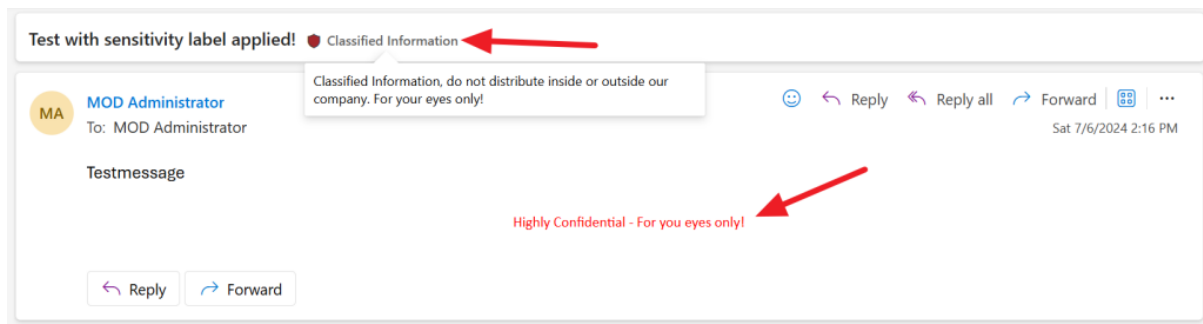 Test with sensitivity label applied! Classified Information
Classified Information, do not distribute inside or outside our
company. For your eyes only!
MA
MOD Administrator
To: MOD Administrator
Reply Reply all Forward
Sat 7/6/2024 2:16 PM
Testmessage
Highly Confidential - For you eyes only!
Reply Forward